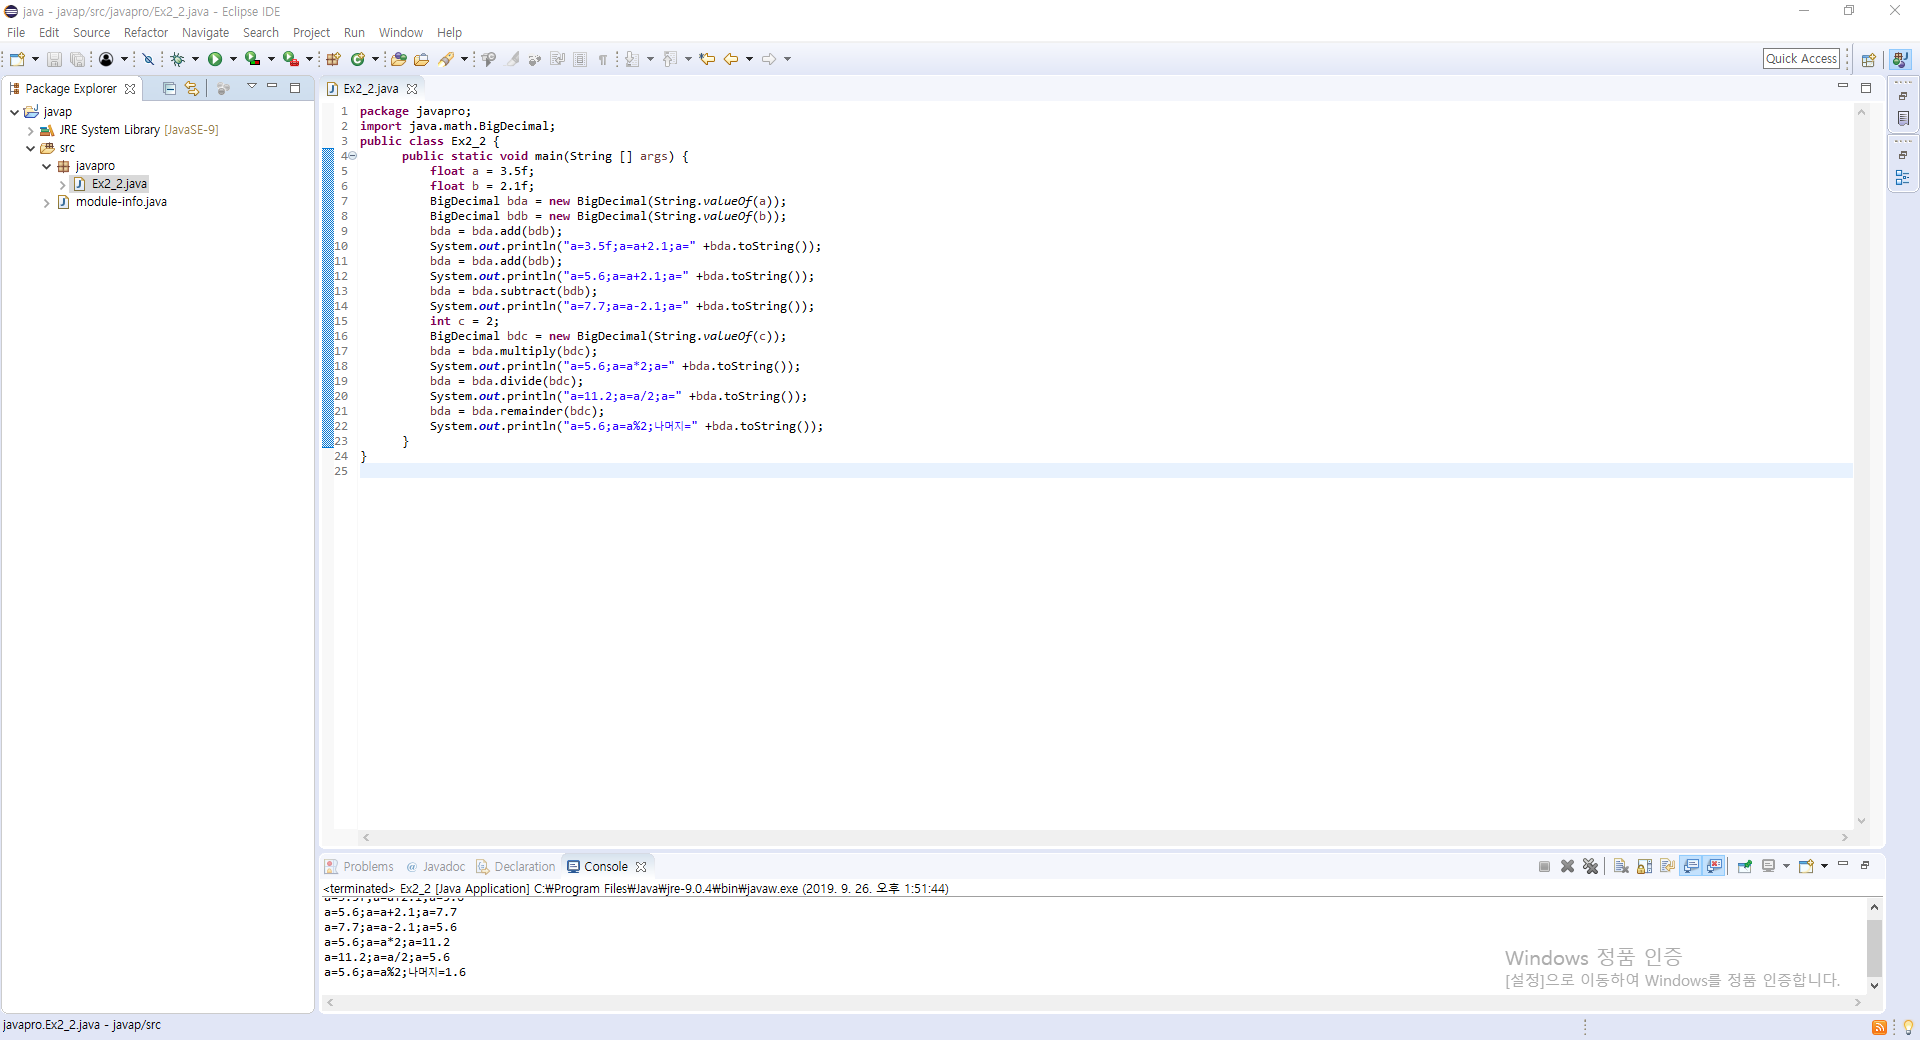 java - javap/src/javapro/Ex2_2.java - Eclipse IDE
File Edit Source Refactor Navigate Search Project Run Window Help
Quick Access
Package Explorer
javap
JRE System Library [JavaSE-9]
src
javapro
Ex2_2.java
module-info.java
Ex2_2.java
1 package javapro;
2 import java.math.BigDecimal;
3 public class Ex2_2 {
4 public static void main(String [] args) {
5 float a = 3.5f;
6 float b = 2.1f;
7 BigDecimal bda = new BigDecimal(String.valueOf(a));
8 BigDecimal bdb = new BigDecimal(String.valueOf(b));
9 bda = bda.add(bdb);
10 System.out.println("a=3.5f;a=a+2.1;a=" +bda.toString());
11 bda = bda.add(bdb);
12 System.out.println("a=5.6;a=a+2.1;a=" +bda.toString());
13 bda = bda.subtract(bdb);
14 System.out.println("a=7.7;a=a-2.1;a=" +bda.toString());
15 int c = 2;
16 BigDecimal bdc = new BigDecimal(String.valueOf(c));
17 bda = bda.multiply(bdc);
18 System.out.println("a=5.6;a=a*2;a=" +bda.toString());
19 bda = bda.divide(bdc);
20 System.out.println("a=11.2;a=a/2;a=" +bda.toString());
21 bda = bda.remainder(bdc);
22 System.out.println("a=5.6;a=a%2;나머지=" +bda.toString());
23 }
24 }
25
Problems @ Javadoc Declaration Console
<terminated> Ex2_2 [Java Application] C:₩Program Files₩Java₩jre-9.0.4₩bin₩javaw.exe (2019. 9. 26. 오후 1:51:44)
a=5.6;a=a+2.1;a=7.7
a=7.7;a=a-2.1;a=5.6
a=5.6;a=a*2;a=11.2
a=11.2;a=a/2;a=5.6
a=5.6;a=a%2;나머지=1.6
Windows 정품 인증
[설정]으로 이동하여 Windows를 정품 인증합니다.
javapro.Ex2_2.java - javap/src